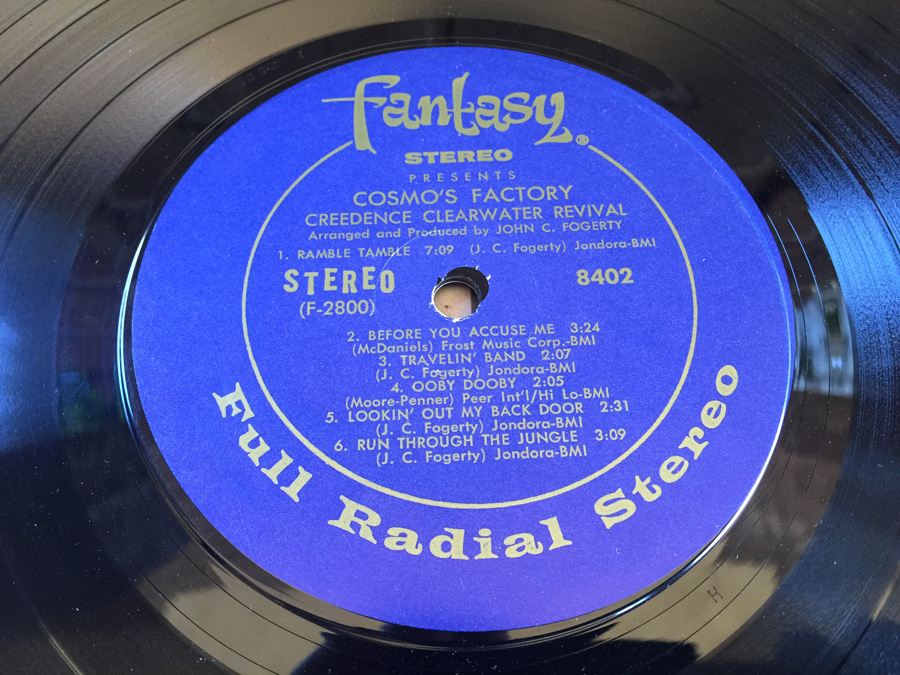 Fantasy®
STEREO
PRESENTS
COSMO'S FACTORY
CREEDENCE CLEARWATER REVIVAL
Arranged and Produced by JOHN C. FOGERTY
1. RAMBLE TAMBLE 7:09 (J. C. Fogerty) Jondora-BMI
STEREO 8402
(F-2800)
2. BEFORE YOU ACCUSE ME 3:24
(McDaniels) Frost Music Corp.-BMI
3. TRAVELIN' BAND 2:07
(J. C. Fogerty) Jondora-BMI
4. OOBY DOOBY 2:05
(Moore-Penner) Peer Int'l/Hi Lo-BMI
5. LOOKIN' OUT MY BACK DOOR 2:31
(J. C. Fogerty) Jondora-BMI
6. RUN THROUGH THE JUNGLE 3:09
(J. C. Fogerty) Jondora-BMI
Full Radial Stereo
H